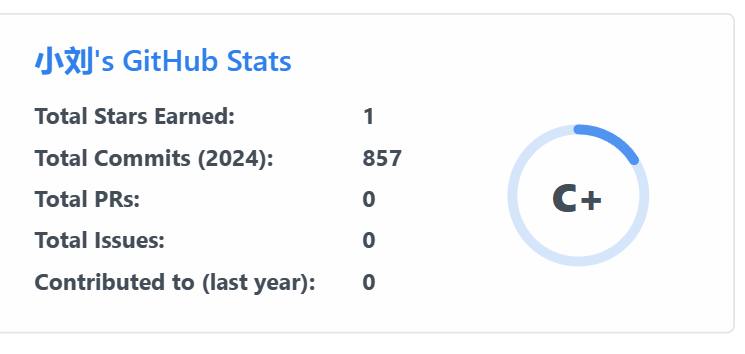 小刘's GitHub Stats
Total Stars Earned: 1
Total Commits (2024): 857
Total PRs: 0
Total Issues: 0
Contributed to (last year): 0
C+